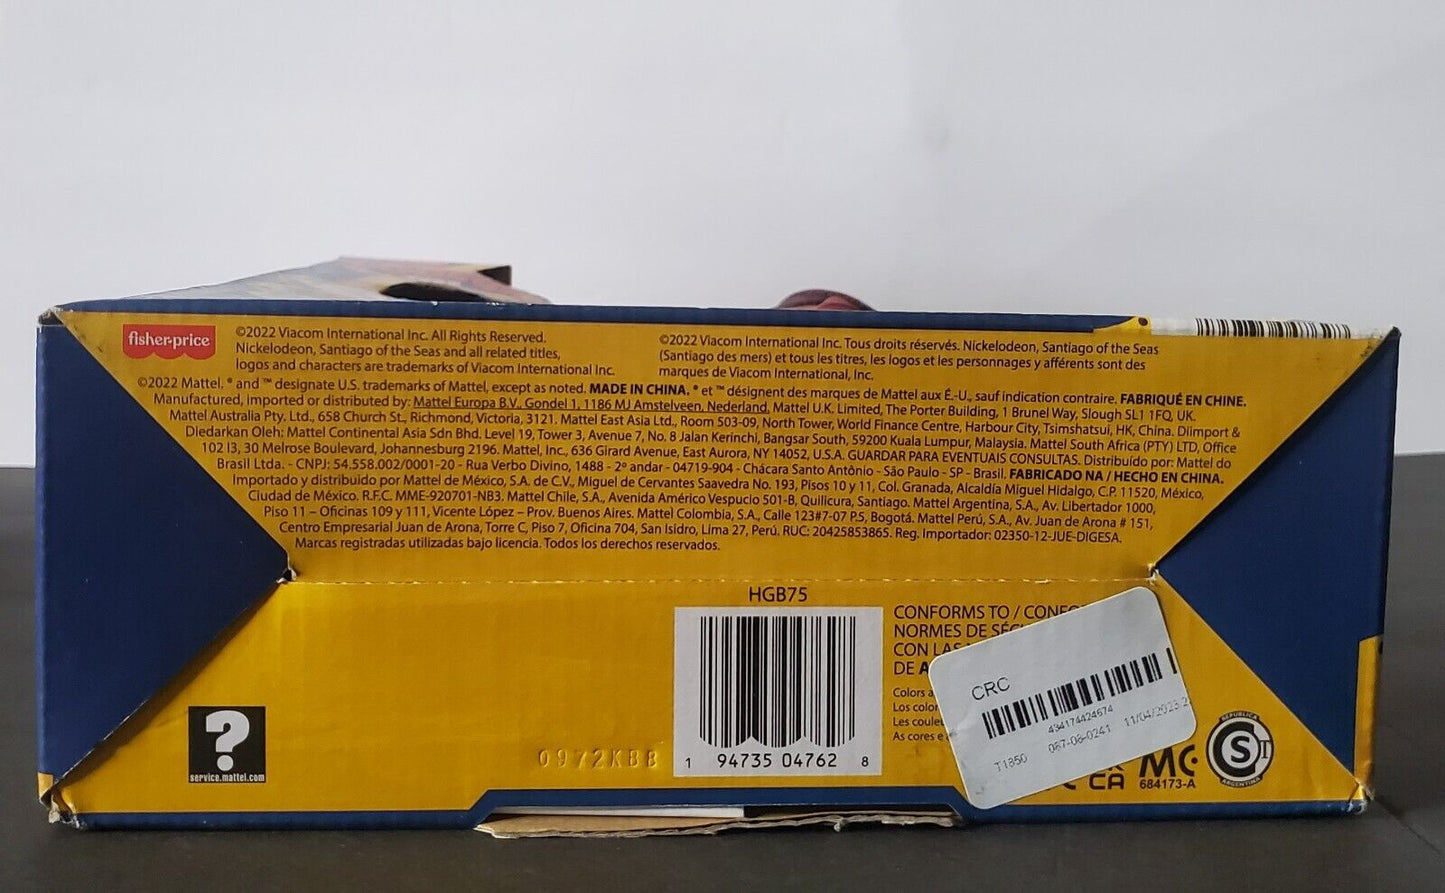 fisher-price
©2022 Viacom International Inc. All Rights Reserved.
Nickelodeon, Santiago of the Seas and all related titles,
logos and characters are trademarks of Viacom International Inc.
©2022 Viacom International Inc. Tous droits réservés. Nickelodeon, Santiago of the Seas
(Santiago des mers) et tous les titres, les logos et les personnages y afférents sont des
marques de Viacom International, Inc.
©2022 Mattel. ® and ™ designate U.S. trademarks of Mattel, except as noted. MADE IN CHINA. ® et ™ désignent des marques de Mattel aux É.-U., sauf indication contraire. FABRIQUÉ EN CHINE.
Manufactured, imported or distributed by: Mattel Europa B.V., Gondel 1, 1186 MJ Amstelveen, Nederland. Mattel U.K. Limited, The Porter Building, 1 Brunel Way, Slough SL1 1FQ, UK.
Mattel Australia Pty. Ltd., 658 Church St., Richmond, Victoria, 3121. Mattel East Asia Ltd., Room 503-09, North Tower, World Finance Centre, Harbour City, Tsimshatsui, HK, China. Diimport &
Diedarkan Oleh: Mattel Continental Asia Sdn Bhd. Level 19, Tower 3, Avenue 7, No. 8 Jalan Kerinchi, Bangsar South, 59200 Kuala Lumpur, Malaysia. Mattel South Africa (PTY) LTD, Office
102 I3, 30 Melrose Boulevard, Johannesburg 2196. Mattel, Inc., 636 Girard Avenue, East Aurora, NY 14052, U.S.A. GUARDAR PARA EVENTUAIS CONSULTAS. Distribuído por: Mattel do
Brasil Ltda. - CNPJ: 54.558.002/0001-20 - Rua Verbo Divino, 1488 - 2º andar - 04719-904 - Chácara Santo Antônio - São Paulo - SP - Brasil. FABRICADO NA / HECHO EN CHINA.
Importado y distribuido por Mattel de México, S.A. de C.V., Miguel de Cervantes Saavedra No. 193, Pisos 10 y 11, Col. Granada, Alcaldía Miguel Hidalgo, C.P. 11520, México,
Ciudad de México. R.F.C. MME-920701-NB3. Mattel Chile, S.A., Avenida Américo Vespucio 501-B, Quilicura, Santiago. Mattel Argentina, S.A., Av. Libertador 1000,
Piso 11 – Oficinas 109 y 111, Vicente López – Prov. Buenos Aires. Mattel Colombia, S.A., Calle 123#7-07 P.5, Bogotá. Mattel Perú, S.A., Av. Juan de Arona # 151,
Centro Empresarial Juan de Arona, Torre C, Piso 7, Oficina 704, San Isidro, Lima 27, Perú. RUC: 20425853865. Reg. Importador: 02350-12-JUE-DIGESA.
Marcas registradas utilizadas bajo licencia. Todos los derechos reservados.
HGB75
CONFORMS TO /
NORMES DE
CON LAS
DE
Colors
Los
Les
As cores e
1 94735 04762 8
0972KBB
?
service.mattel.com
CRC
434174424674
T1850 087-08-0241 11/04/2023
CA
684173-A
REPUBLICA
S
ARGENTINA